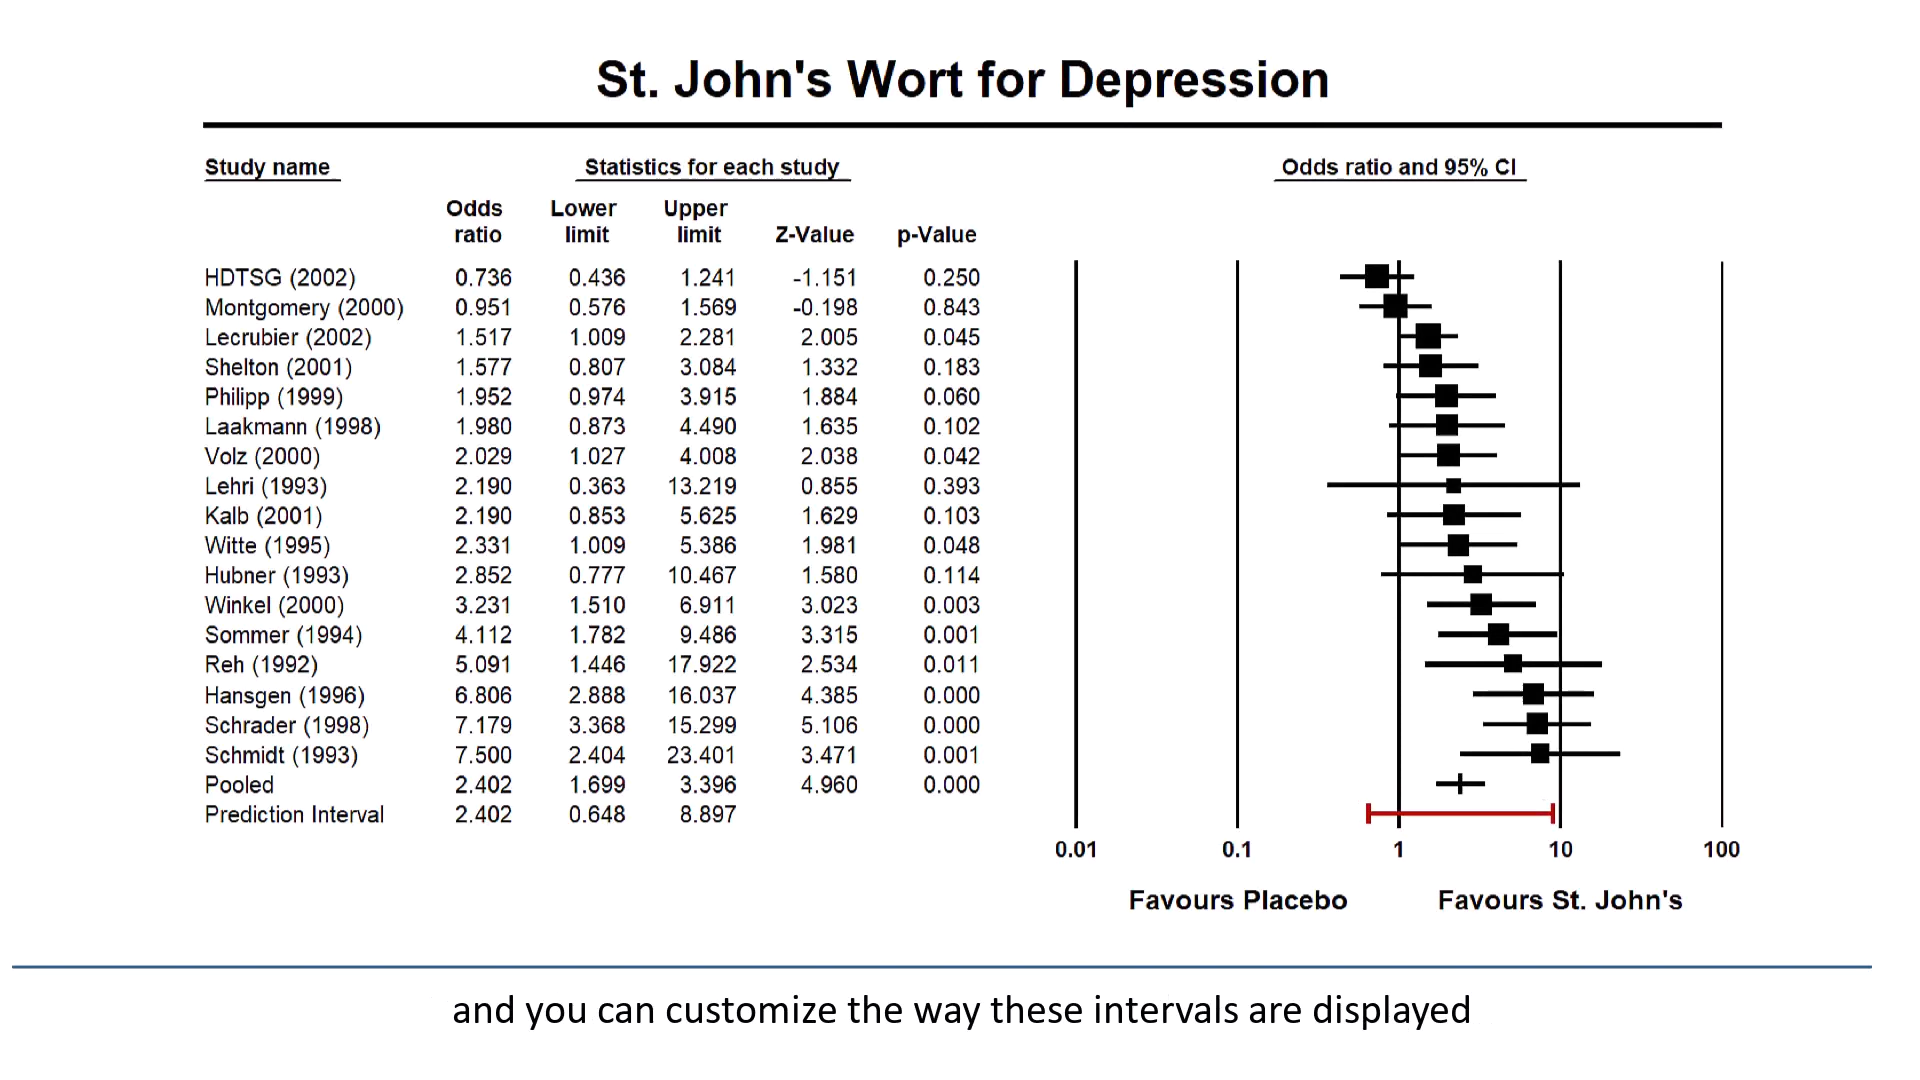 St. John's Wort for Depression
Study name Statistics for each study Odds ratio and 95% CI
Odds Lower Upper
ratio limit limit Z-Value p-Value
HDTSG (2002) 0.736 0.436 1.241 -1.151 0.250
Montgomery (2000) 0.951 0.576 1.569 -0.198 0.843
Lecrubier (2002) 1.517 1.009 2.281 2.005 0.045
Shelton (2001) 1.577 0.807 3.084 1.332 0.183
Philipp (1999) 1.952 0.974 3.915 1.884 0.060
Laakmann (1998) 1.980 0.873 4.490 1.635 0.102
Volz (2000) 2.029 1.027 4.008 2.038 0.042
Lehri (1993) 2.190 0.363 13.219 0.855 0.393
Kalb (2001) 2.190 0.853 5.625 1.629 0.103
Witte (1995) 2.331 1.009 5.386 1.981 0.048
Hubner (1993) 2.852 0.777 10.467 1.580 0.114
Winkel (2000) 3.231 1.510 6.911 3.023 0.003
Sommer (1994) 4.112 1.782 9.486 3.315 0.001
Reh (1992) 5.091 1.446 17.922 2.534 0.011
Hansgen (1996) 6.806 2.888 16.037 4.385 0.000
Schrader (1998) 7.179 3.368 15.299 5.106 0.000
Schmidt (1993) 7.500 2.404 23.401 3.471 0.001
Pooled 2.402 1.699 3.396 4.960 0.000
Prediction Interval 2.402 0.648 8.897
0.01 0.1 1 10 100
Favours Placebo Favours St. John's
and you can customize the way these intervals are displayed